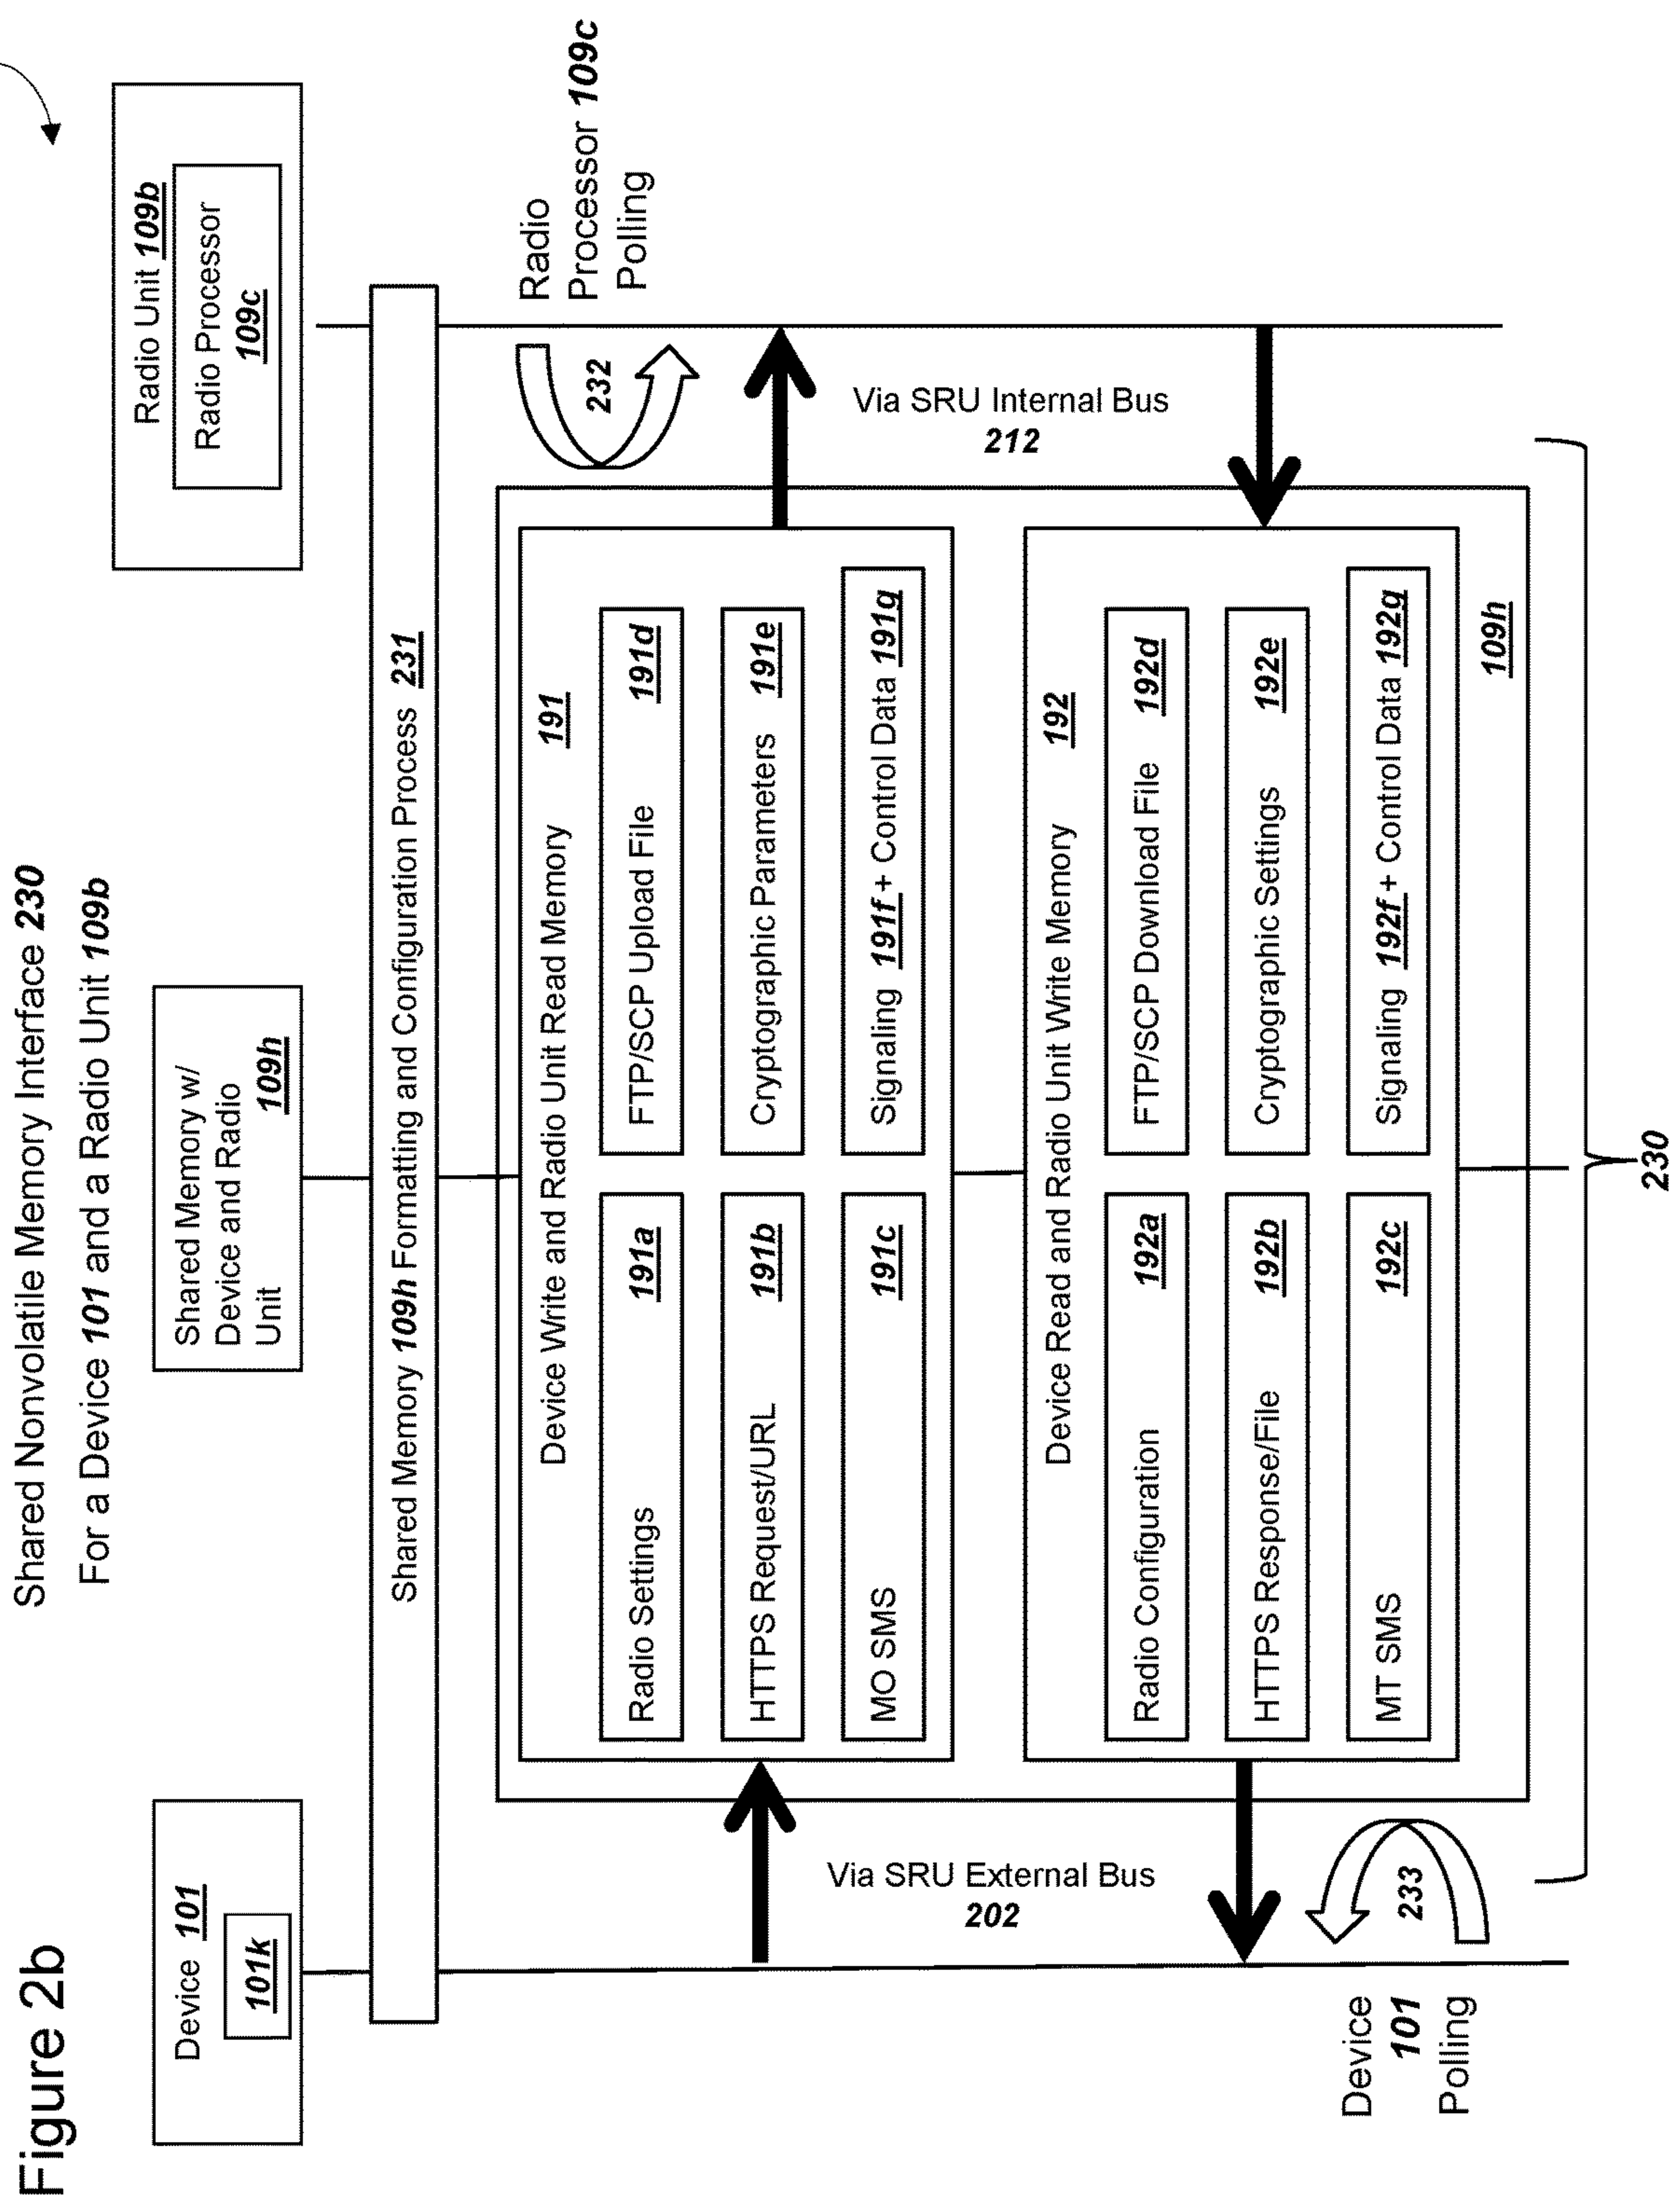 Figure 2b
Shared Nonvolatile Memory Interface 230
For a Device 101 and a Radio Unit 109b
Device 101
101k
Shared Memory w/
Device and Radio
Unit 109h
Radio Unit 109b
Radio Processor
109c
Shared Memory 109h Formatting and Configuration Process 231
Device Write and Radio Unit Read Memory 191
Radio Settings 191a
FTP/SCP Upload File 191d
HTTPS Request/URL 191b
Cryptographic Parameters 191e
MO SMS 191c
Signaling 191f + Control Data 191g
Radio
Processor 109c
Polling
232
Via SRU Internal Bus
212
Via SRU External Bus
202
Device Read and Radio Unit Write Memory 192
Radio Configuration 192a
FTP/SCP Download File 192d
HTTPS Response/File 192b
Cryptographic Settings 192e
MT SMS 192c
Signaling 192f + Control Data 192g
109h
Device
101
Polling
233
230